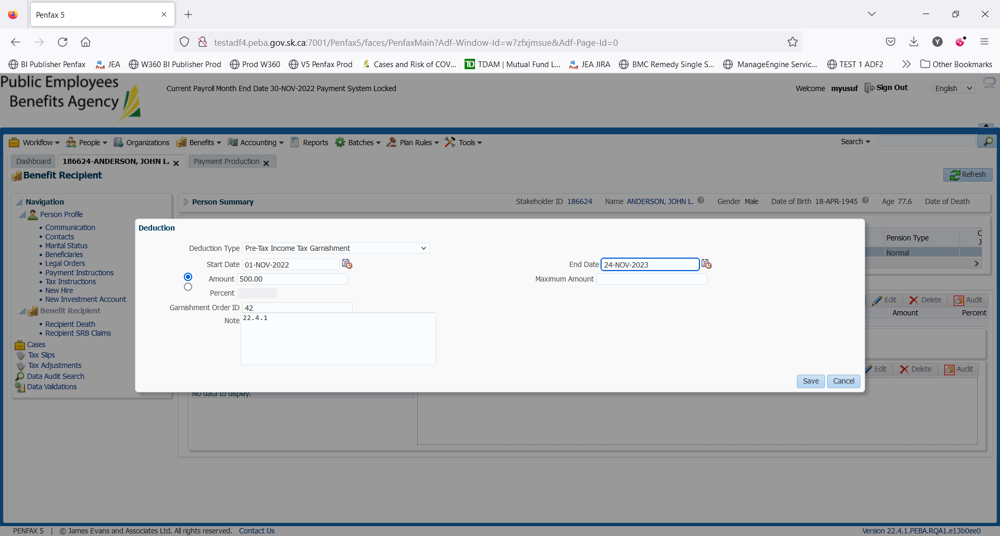 Penfax 5
testadf4.peba.gov.sk.ca:7001/Penfax5/faces/PenfaxMain?Adf-Window-Id=w7zfxjmsue&Adf-Page-Id=0
Y
BI Publisher Penfax Prod JEA W360 BI Publisher Prod Prod W360 V5 Penfax Prod Cases and Risk of COV... TD TDAM | Mutual Fund L... Prod JEA JIRA BMC Remedy Single S... ManageEngine Servic... TEST 1 ADF2 Other Bookmarks
Public Employees
Benefits Agency
Current Payroll Month End Date 30-NOV-2022 Payment System Locked
Welcome myusuf Sign Out English
Workflow People Organizations Benefits Accounting Reports Batches Plan Rules Tools Search
Dashboard 186624-ANDERSON, JOHN L. Payment Production
Benefit Recipient Refresh
Navigation
Person Profile
Communication
Contacts
Marital Status
Beneficiaries
Legal Orders
Payment Instructions
Tax Instructions
New Hire
New Investment Account
Benefit Recipient
Recipient Death
Recipient SRB Claims
Cases
Tax Slips
Tax Adjustments
Data Audit Search
Data Validations
Person Summary Stakeholder ID 186624 Name ANDERSON, JOHN L. Gender Male Date of Birth 18-APR-1945 Age 77.6 Date of Death
Pension Type
Normal
Edit Delete Audit
Amount Percent
Edit Delete Audit
No data to display.
Deduction
Deduction Type Pre-Tax Income Tax Garnishment
Start Date 01-NOV-2022 End Date 24-NOV-2023
Amount 500.00 Maximum Amount
Percent
Garnishment Order ID 42
Note 22.4.1
Save Cancel
PENFAX 5 | © James Evans and Associates Ltd. All rights reserved. Contact Us Version 22.4.1.PEBA.RQA1.e13b0ee0